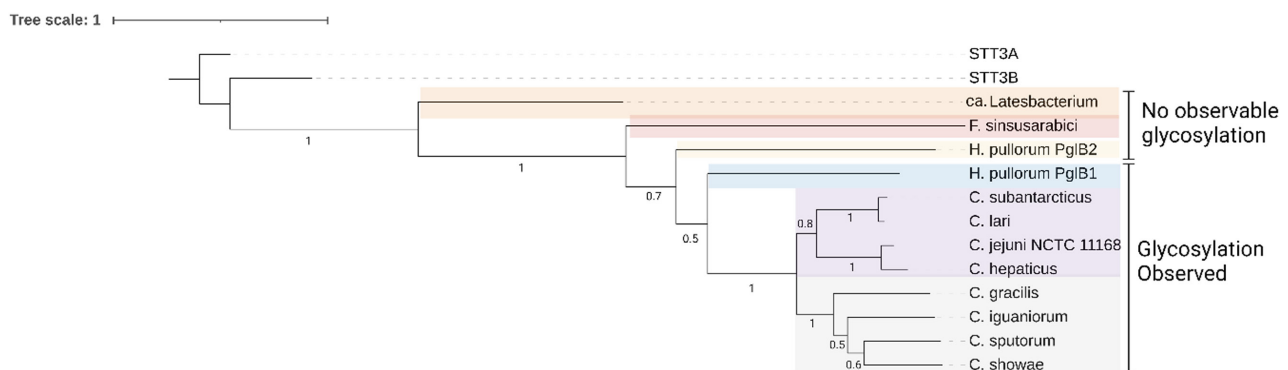 Tree scale: 1
STT3A
STT3B
ca. Latesbacterium
F. sinsusarabici
H. pullorum PglB2
No observable
glycosylation
H. pullorum PglB1
C. subantarcticus
C. lari
C. jejuni NCTC 11168
C. hepaticus
Glycosylation
Observed
C. gracilis
C. iguaniorum
C. sputorum
C. showae
1
1
0.7
0.5
1
0.8
1
1
1
0.5
0.6